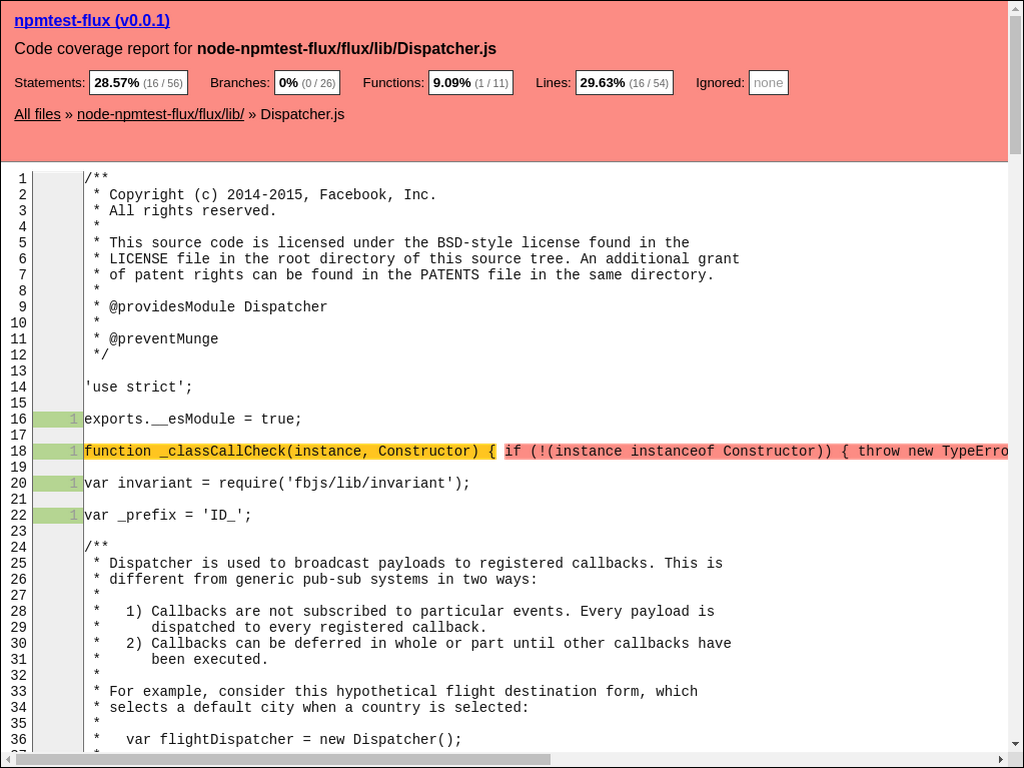 npmtest-flux (v0.0.1)
Code coverage report for node-npmtest-flux/flux/lib/Dispatcher.js
Statements: 28.57% (16 / 56) Branches: 0% (0 / 26) Functions: 9.09% (1 / 11) Lines: 29.63% (16 / 54) Ignored: none
All files » node-npmtest-flux/flux/lib/ » Dispatcher.js
1 /**
2 * Copyright (c) 2014-2015, Facebook, Inc.
3 * All rights reserved.
4 *
5 * This source code is licensed under the BSD-style license found in the
6 * LICENSE file in the root directory of this source tree. An additional grant
7 * of patent rights can be found in the PATENTS file in the same directory.
8 *
9 * @providesModule Dispatcher
10 *
11 * @preventMunge
12 */
13
14 'use strict';
15
16 1 exports.__esModule = true;
17
18 1 function _classCallCheck(instance, Constructor) { if (!(instance instanceof Constructor)) { throw new TypeErro
19
20 1 var invariant = require('fbjs/lib/invariant');
21
22 1 var _prefix = 'ID_';
23
24 /**
25 * Dispatcher is used to broadcast payloads to registered callbacks. This is
26 * different from generic pub-sub systems in two ways:
27 *
28 *   1) Callbacks are not subscribed to particular events. Every payload is
29 *      dispatched to every registered callback.
30 *   2) Callbacks can be deferred in whole or part until other callbacks have
31 *      been executed.
32 *
33 * For example, consider this hypothetical flight destination form, which
34 * selects a default city when a country is selected:
35 *
36 *   var flightDispatcher = new Dispatcher();